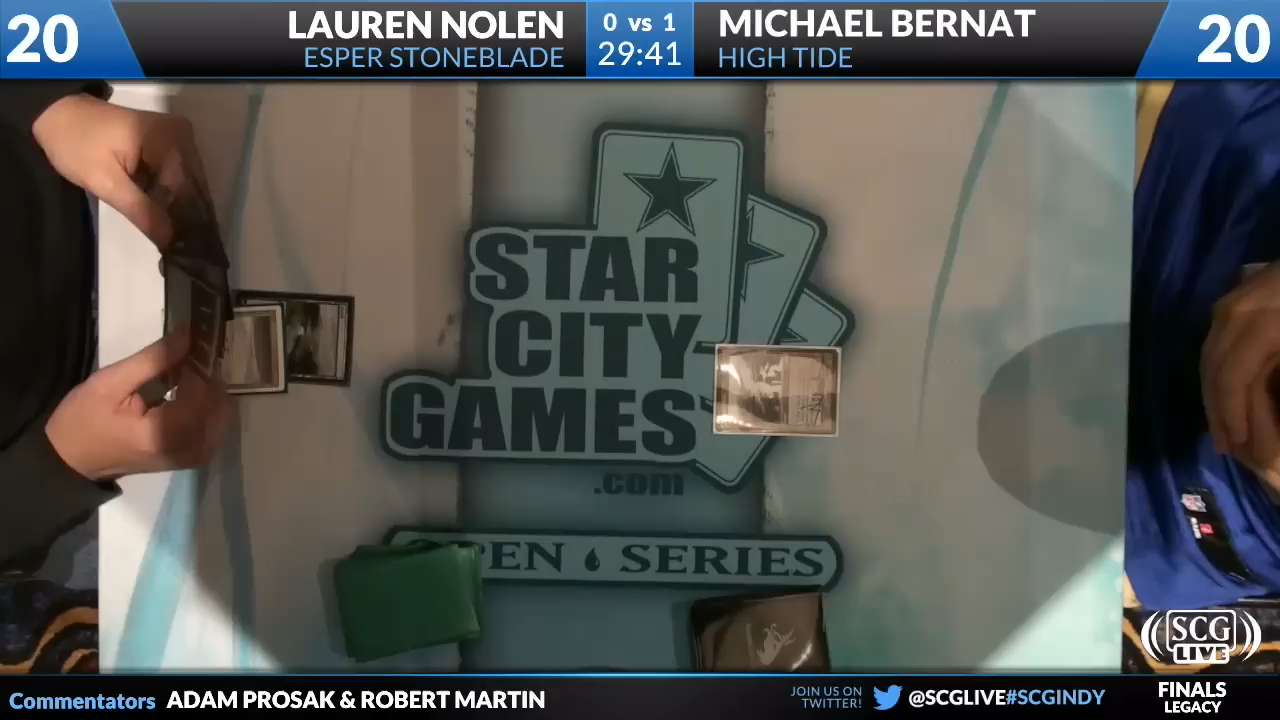 20
LAUREN NOLEN
ESPER STONEBLADE
0 vs 1
29:41
MICHAEL BERNAT
HIGH TIDE
20
STAR
CITY
GAMES
.com
OPEN SERIES
SCG
LIVE
Commentators ADAM PROSAK & ROBERT MARTIN
JOIN US ON
TWITTER!
@SCGLIVE#SCGINDY
FINALS
LEGACY